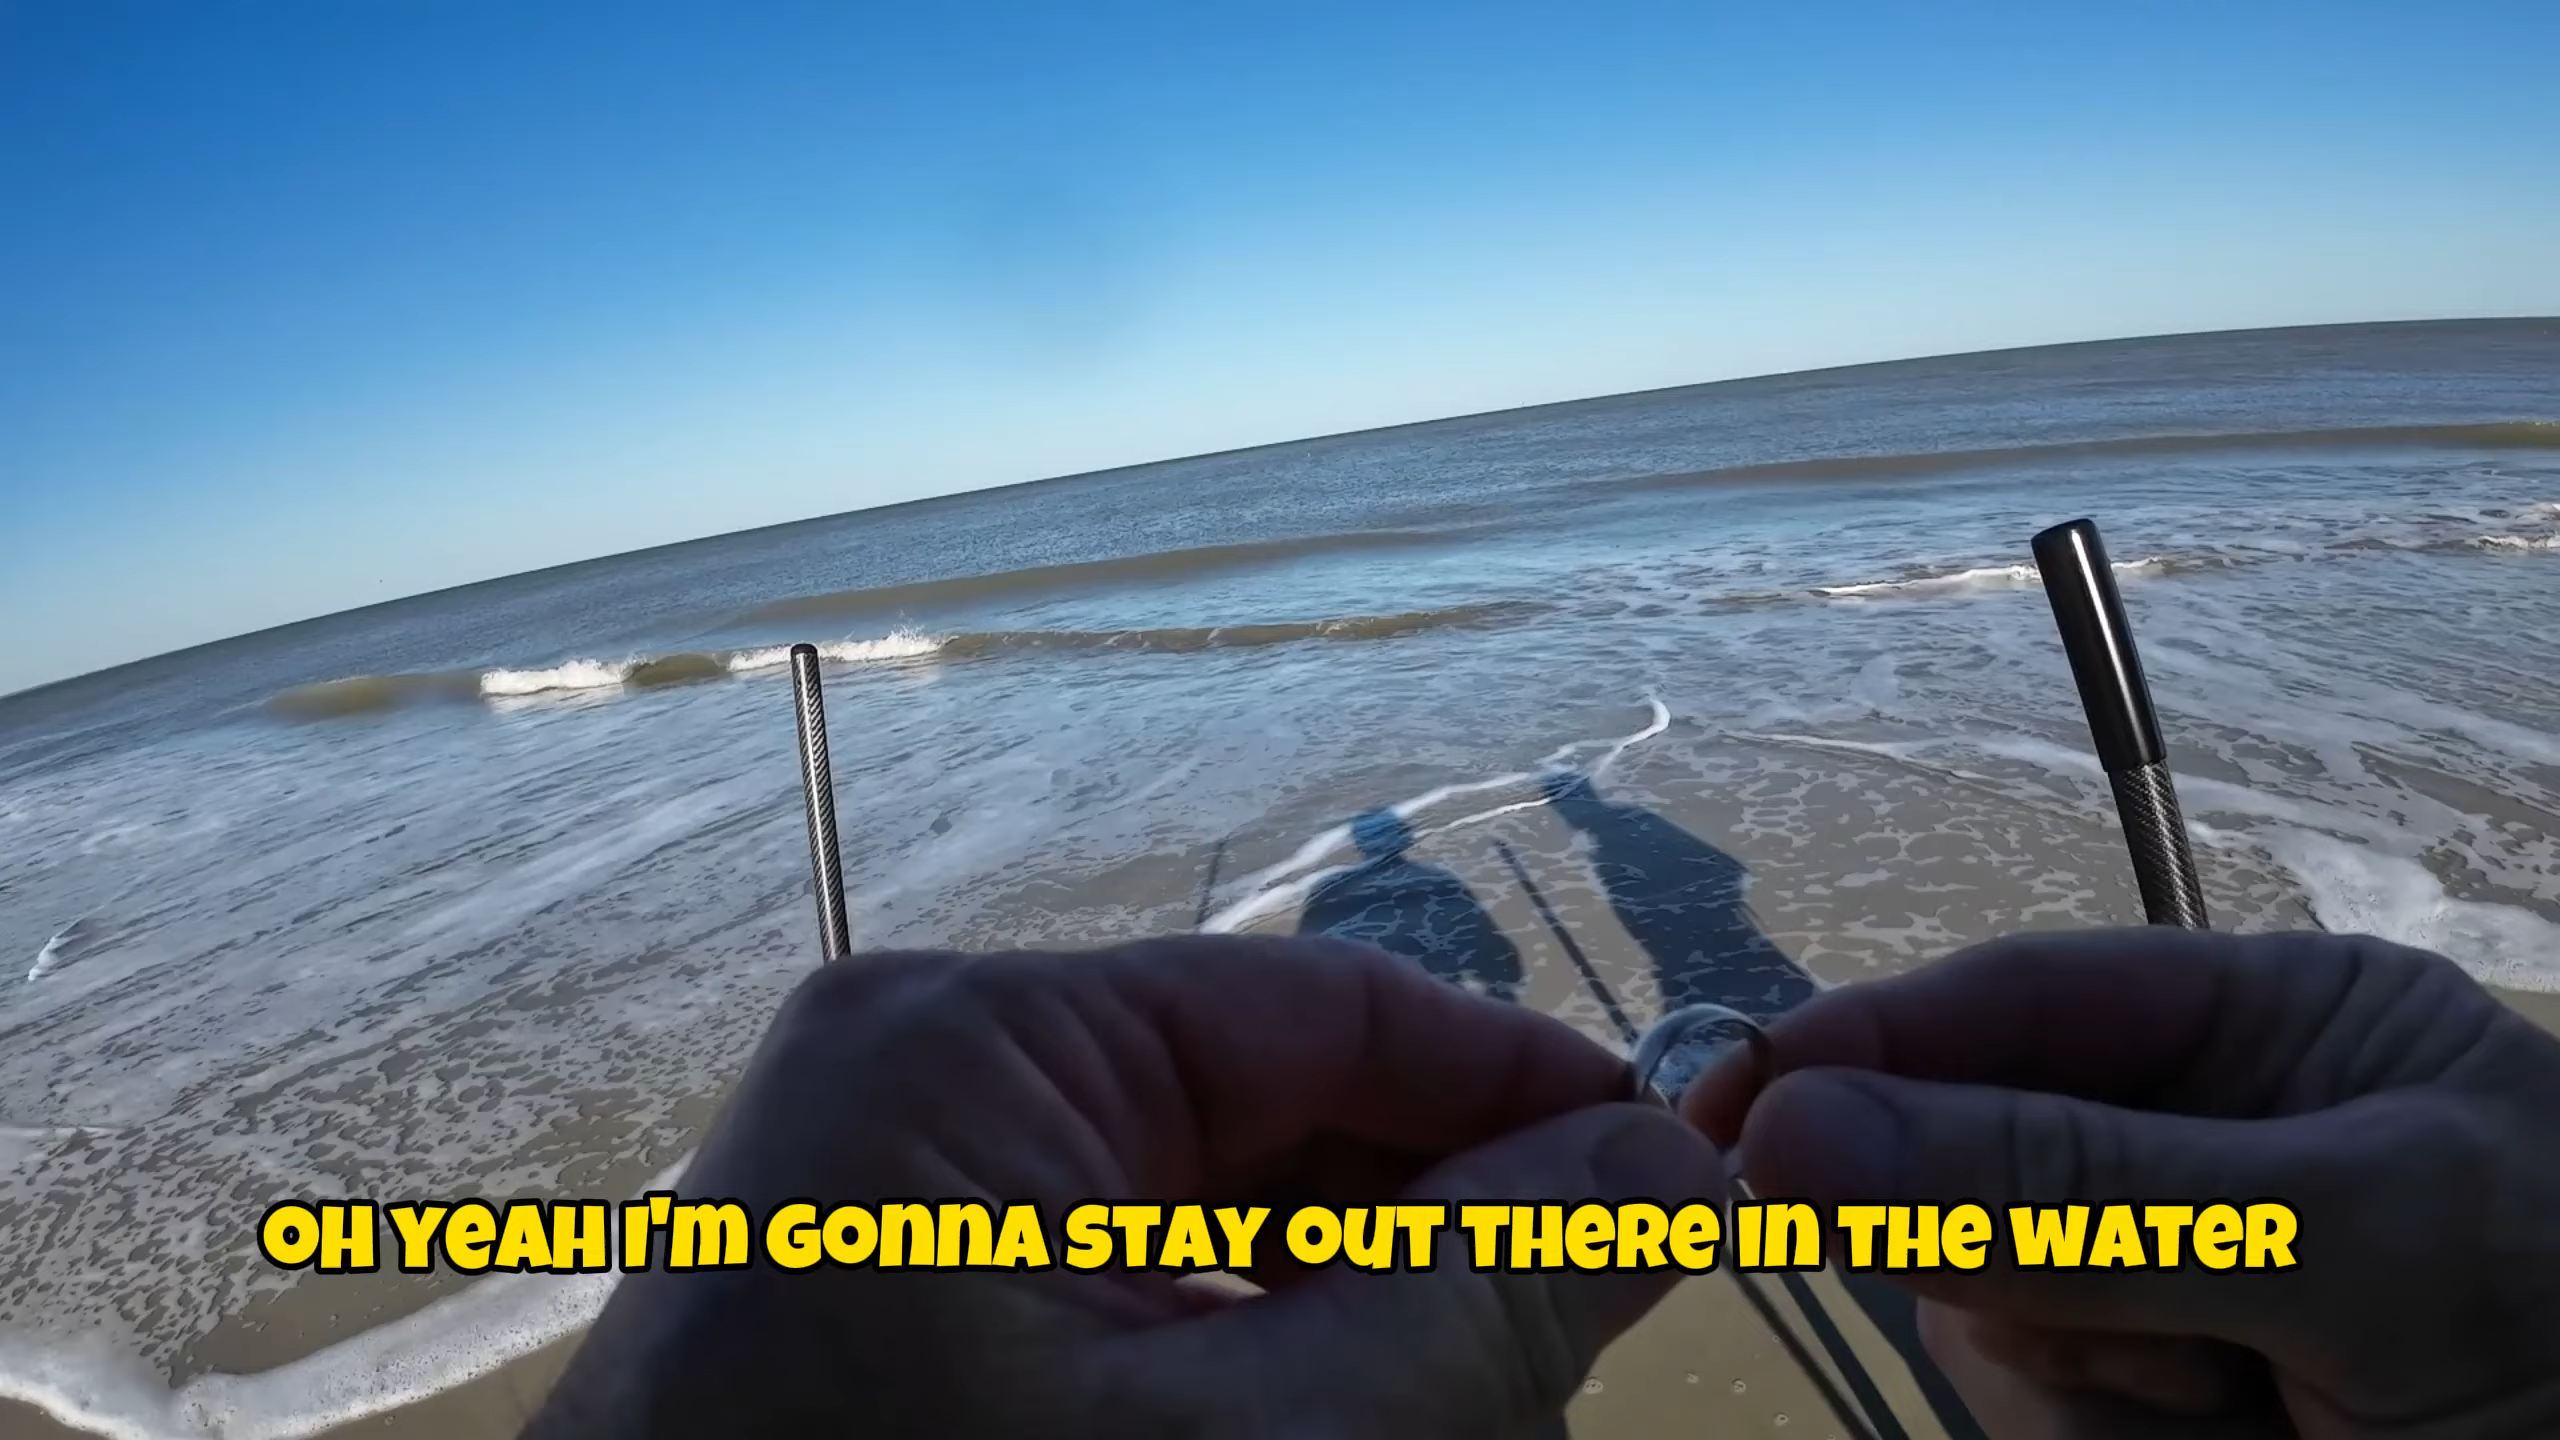 OH YEAH I'M GONNA STAY OUT THERE IN THE WATER